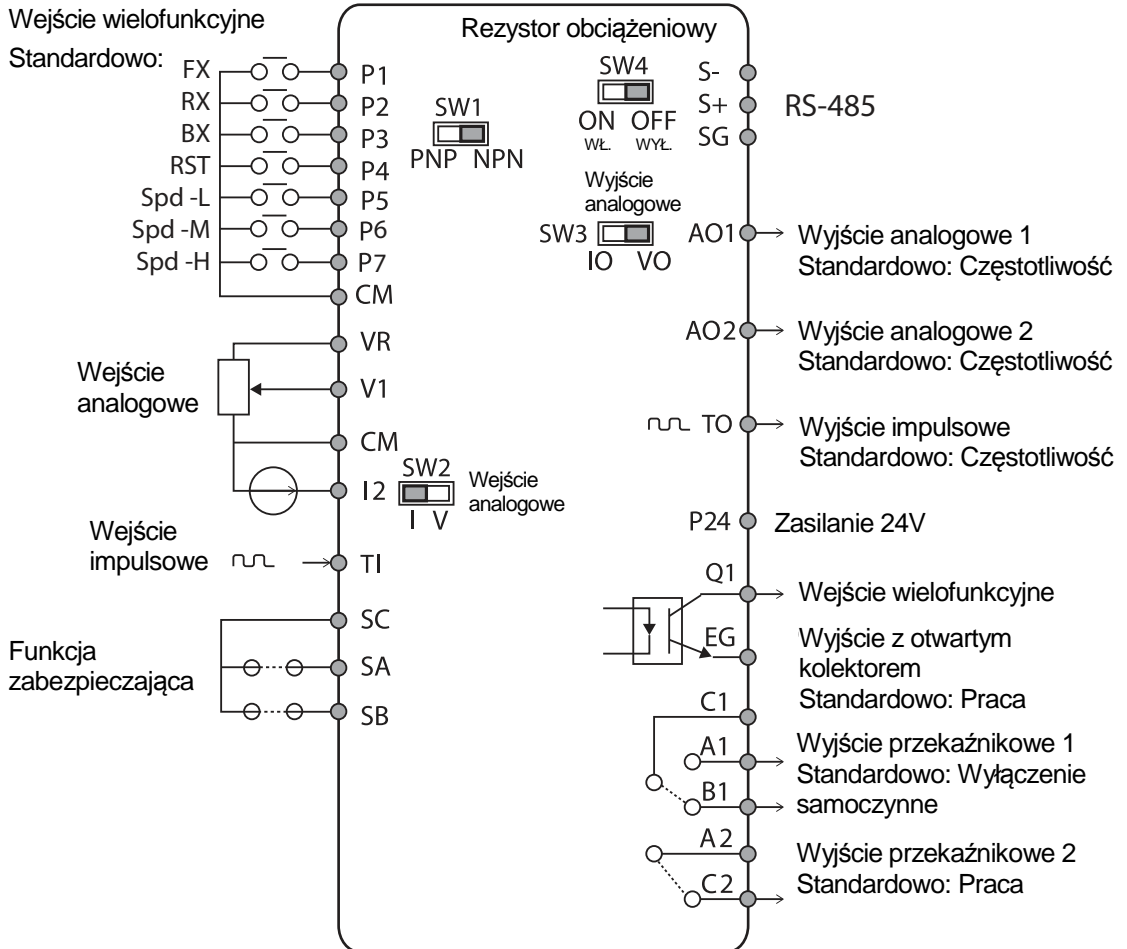 Wejście wielofunkcyjne
Standardowo:
FX
RX
BX
RST
Spd -L
Spd -M
Spd -H
P1
P2
P3
P4
P5
P6
P7
CM
SW1
PNP NPN
Rezystor obciążeniowy
SW4
ON OFF
WŁ. WYŁ.
S-
S+
SG
RS-485
Wyjście
analogowe
SW3
IO VO
AO1
Wyjście analogowe 1
Standardowo: Częstotliwość
AO2
Wyjście analogowe 2
Standardowo: Częstotliwość
Wejście
analogowe
VR
V1
CM
I2
SW2
I V
Wejście
analogowe
TO
Wyjście impulsowe
Standardowo: Częstotliwość
P24
Zasilanie 24V
Wejście
impulsowe
TI
Q1
Wejście wielofunkcyjne
EG
Wyjście z otwartym
kolektorem
Standardowo: Praca
Funkcja
zabezpieczająca
SC
SA
SB
C1
A1
B1
Wyjście przekaźnikowe 1
Standardowo: Wyłączenie
samoczynne
A2
C2
Wyjście przekaźnikowe 2
Standardowo: Praca